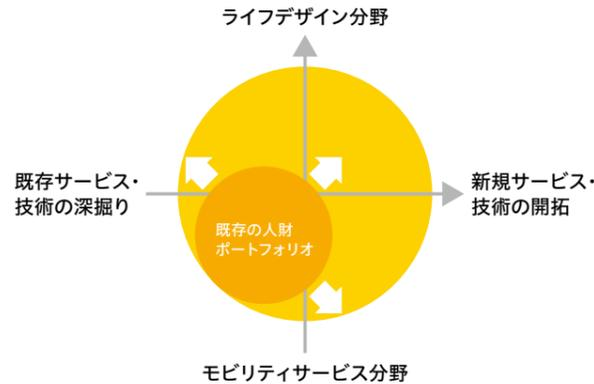 ライフデザイン分野
既存サービス・
技術の深掘り
新規サービス・
技術の開拓
既存の人財
ポートフォリオ
モビリティサービス分野